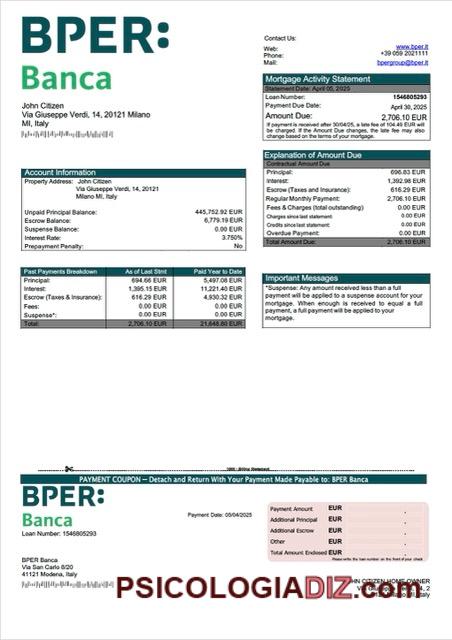 BPER:
Banca
Contact Us:
Web: www.bper.it
Phone: +39 059 2021111
Mail: bpergroup@bper.it
John Citizen
Via Giuseppe Verdi, 14, 20121 Milano
MI, Italy
Mortgage Activity Statement
Statement Date: April 05, 2025
Loan Number: 1546805293
Payment Due Date: April 30, 2025
Amount Due: 2,706.10 EUR
If payment is received after 30/04/25, a late fee of 104.49 EUR will
be charged. If the Amount Due changes, the late fee may also
change based on the terms of your mortgage.
Account Information
Property Address: John Citizen
Via Giuseppe Verdi, 14, 20121
Milano MI, Italy
Unpaid Principal Balance: 445,752.92 EUR
Escrow Balance: 6,779.19 EUR
Suspense Balance: 0.00 EUR
Interest Rate: 3.750%
Prepayment Penalty: No
Explanation of Amount Due
Contractual Amount Due
Principal: 696.83 EUR
Interest: 1,392.98 EUR
Escrow (Taxes and Insurance): 616.29 EUR
Regular Monthly Payment: 2,706.10 EUR
Fees & Charges (total outstanding) 0.00 EUR
Charges since last statement: 0.00 EUR
Credits since last statement: 0.00 EUR
Overdue Payment: 0.00 EUR
Total Amount Due: 2,706.10 EUR
Past Payments Breakdown As of Last Stmt Paid Year to Date
Principal: 694.66 EUR 5,497.08 EUR
Interest: 1,395.15 EUR 11,221.40 EUR
Escrow (Taxes & Insurance): 616.29 EUR 4,930.32 EUR
Fees: 0.00 EUR 0.00 EUR
Suspense*: 0.00 EUR 0.00 EUR
Total: 2,706.10 EUR 21,648.80 EUR
Important Messages
*Suspense: Any amount received less than a full
payment will be applied to a suspense account for your
mortgage. When enough is received to equal a full
payment, a full payment will be applied to your
mortgage.
PAYMENT COUPON – Detach and Return With Your Payment Made Payable to: BPER Banca
BPER:
Banca
Loan Number: 1546805293
Payment Date: 05/04/2025
Payment Amount EUR
Additional Principal EUR
Additional Escrow EUR
Other EUR
Total Amount Enclosed EUR
Please write the loan number on the front of your check
BPER Banca
Via San Carlo 8/20
41121 Modena, Italy
JOHN CITIZEN HOME OWNER
PSICOLOGIADIZ.com